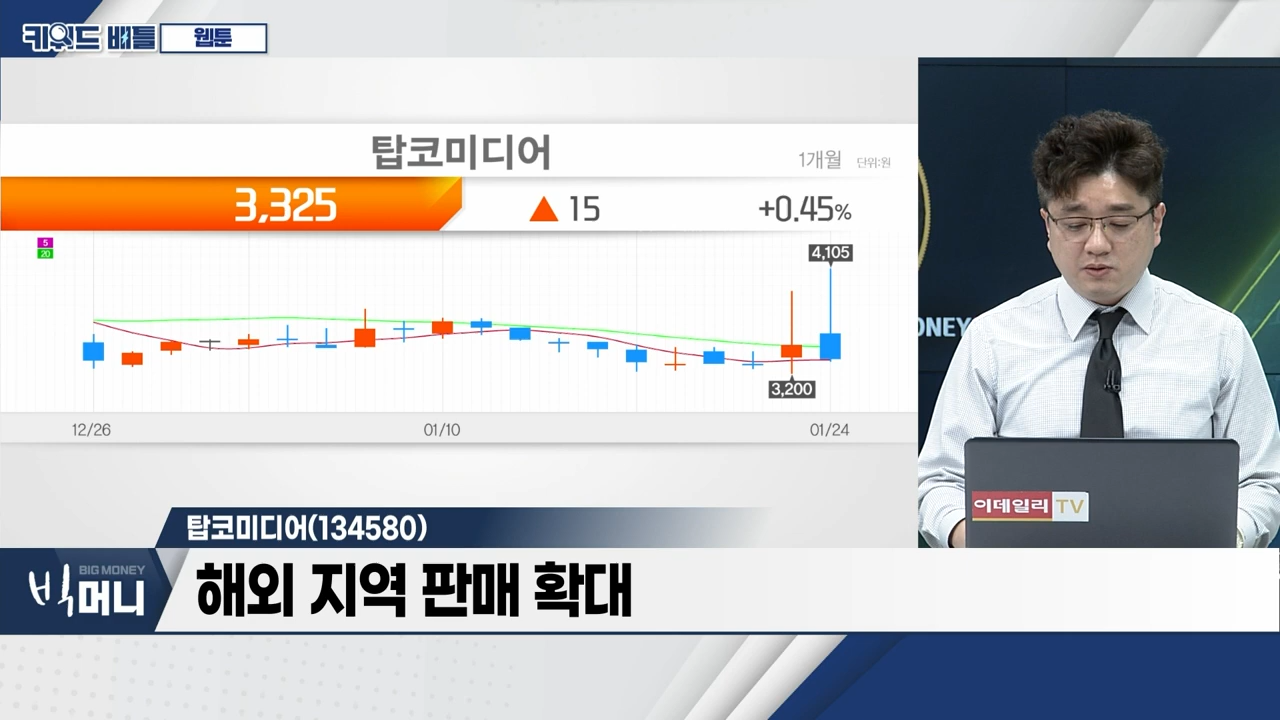 키워드 배틀 웹툰
탑코미디어
1개월 단위:원
3,325 ▲ 15 +0.45%
5
20
4,105
3,200
12/26 01/10 01/24
ONEY
이데일리 TV
탑코미디어(134580)
BIG MONEY
빅머니
해외 지역 판매 확대